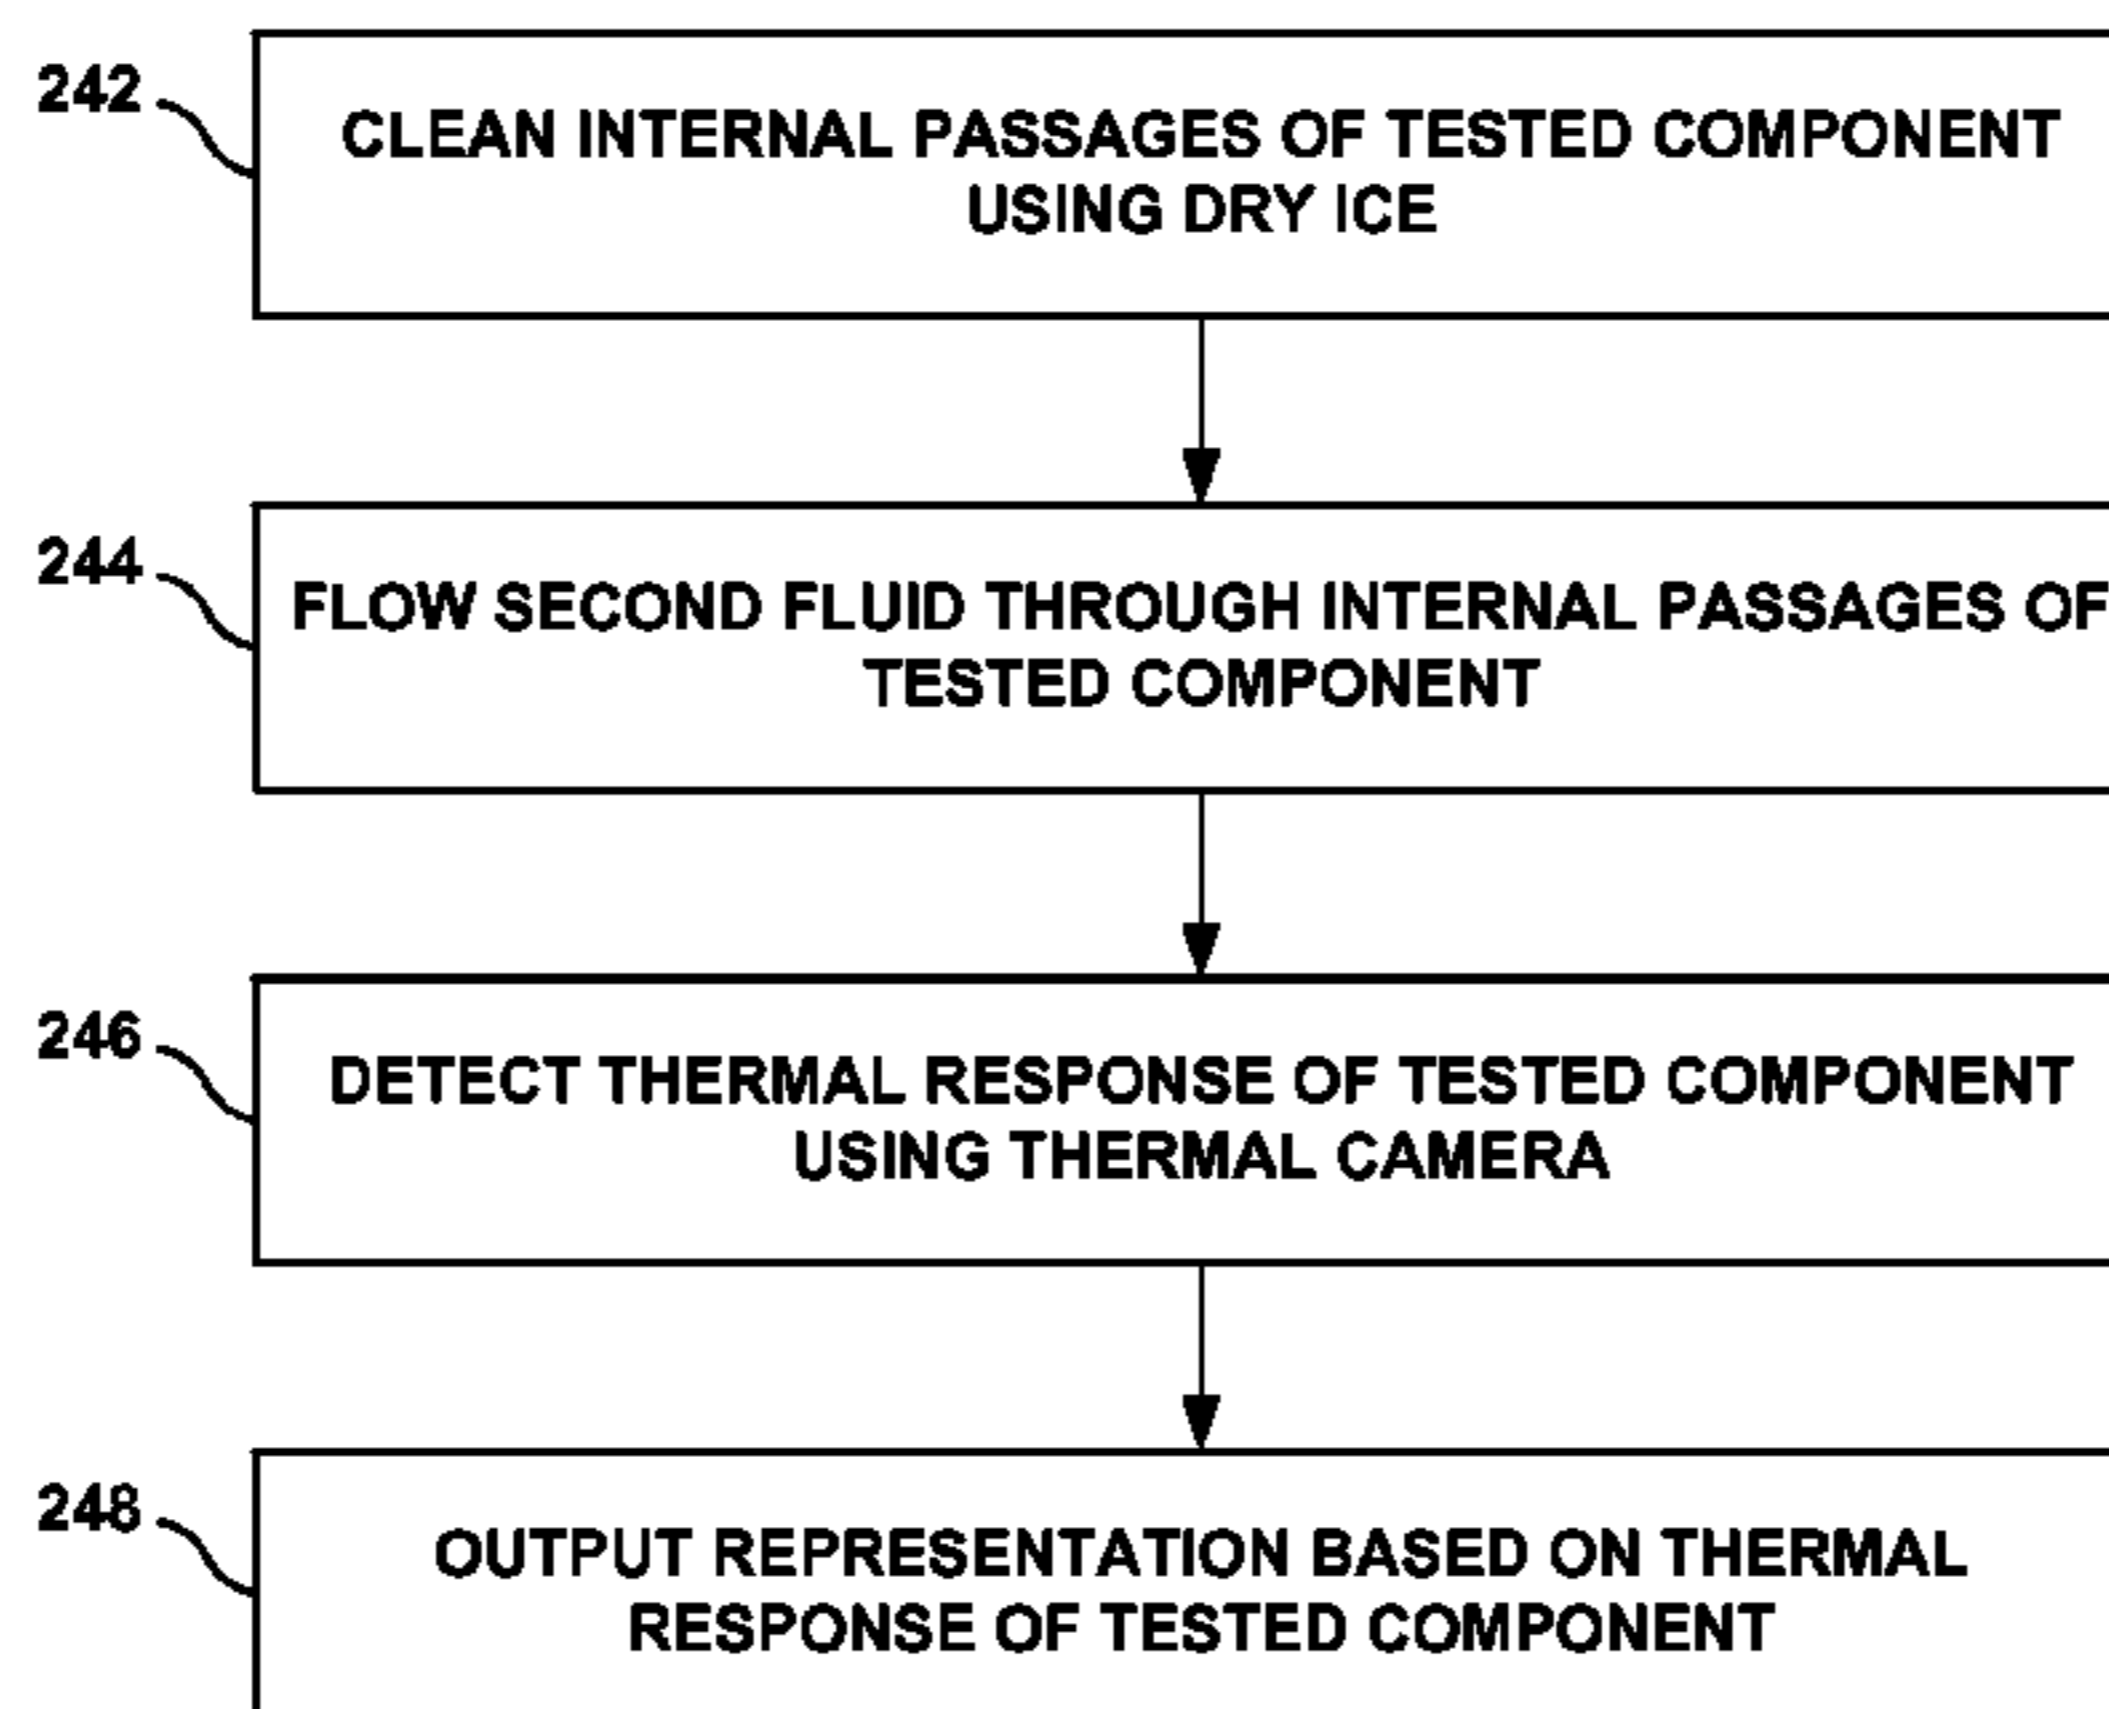 242
CLEAN INTERNAL PASSAGES OF TESTED COMPONENT
USING DRY ICE
244
FLOW SECOND FLUID THROUGH INTERNAL PASSAGES OF
TESTED COMPONENT
246
DETECT THERMAL RESPONSE OF TESTED COMPONENT
USING THERMAL CAMERA
248
OUTPUT REPRESENTATION BASED ON THERMAL
RESPONSE OF TESTED COMPONENT